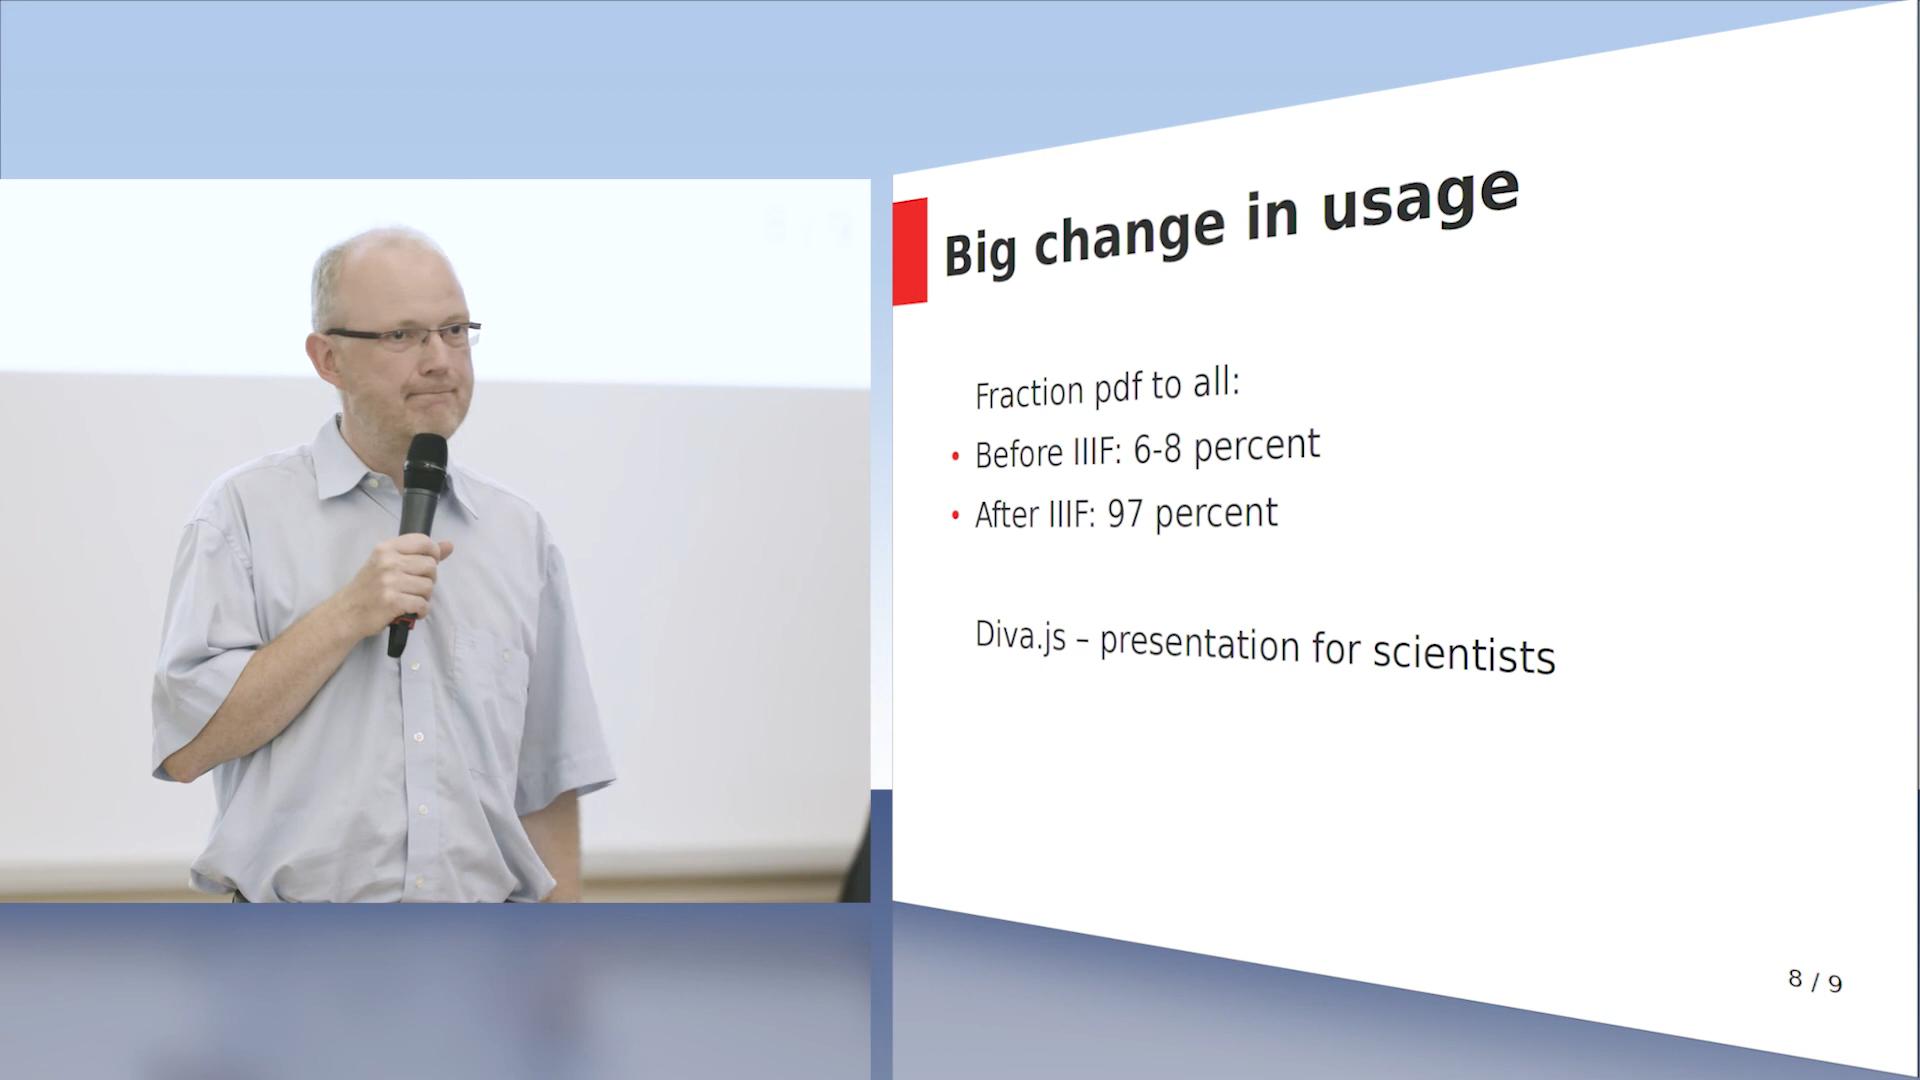 Big change in usage
Fraction pdf to all:
• Before IIIF: 6-8 percent
• After IIIF: 97 percent
Diva.js – presentation for scientists
8 / 9